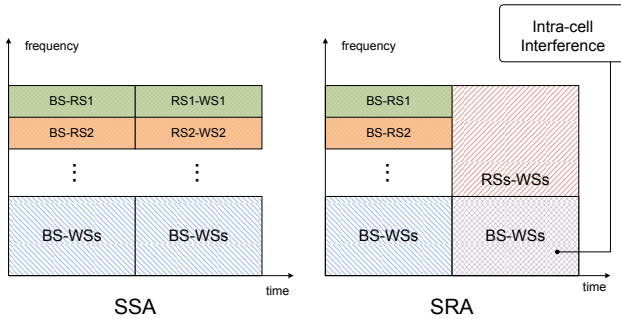 frequency
BS-RS1
RS1-WS1
BS-RS2
RS2-WS2
BS-WSs
BS-WSs
time
SSA
Intra-cell
Interference
frequency
BS-RS1
BS-RS2
RSs-WSs
BS-WSs
BS-WSs
time
SRA